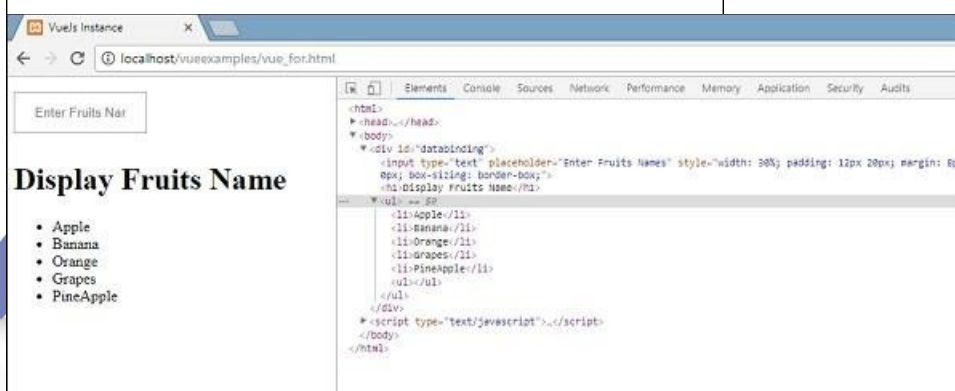 VueJs Instance
localhost/vueexamples/vue_for.html
Enter Fruits Nar
Display Fruits Name
• Apple
• Banana
• Orange
• Grapes
• PineApple
Elements Console Sources Network Performance Memory Application Security Audits
<html>
<head>…</head>
<body>
<div id="databinding">
<input type="text" placeholder="Enter Fruits Names" style="width: 30%; padding: 12px 20px; margin: 8p
0px; box-sizing: border-box;">
<h1>Display Fruits Name</h1>
… <ul> == $0
<li>Apple</li>
<li>Banana</li>
<li>Orange</li>
<li>Grapes</li>
<li>PineApple</li>
<ul></ul>
</ul>
</div>
<script type="text/javascript">…</script>
</body>
</html>